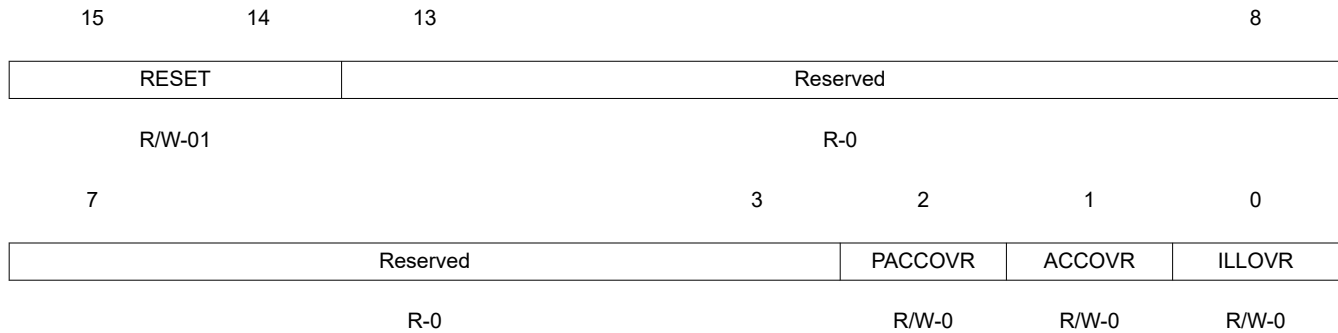 15 14 13 8
RESET Reserved
R/W-01 R-0
7 3 2 1 0
Reserved PACCOVR ACCOVR ILLOVR
R-0 R/W-0 R/W-0 R/W-0